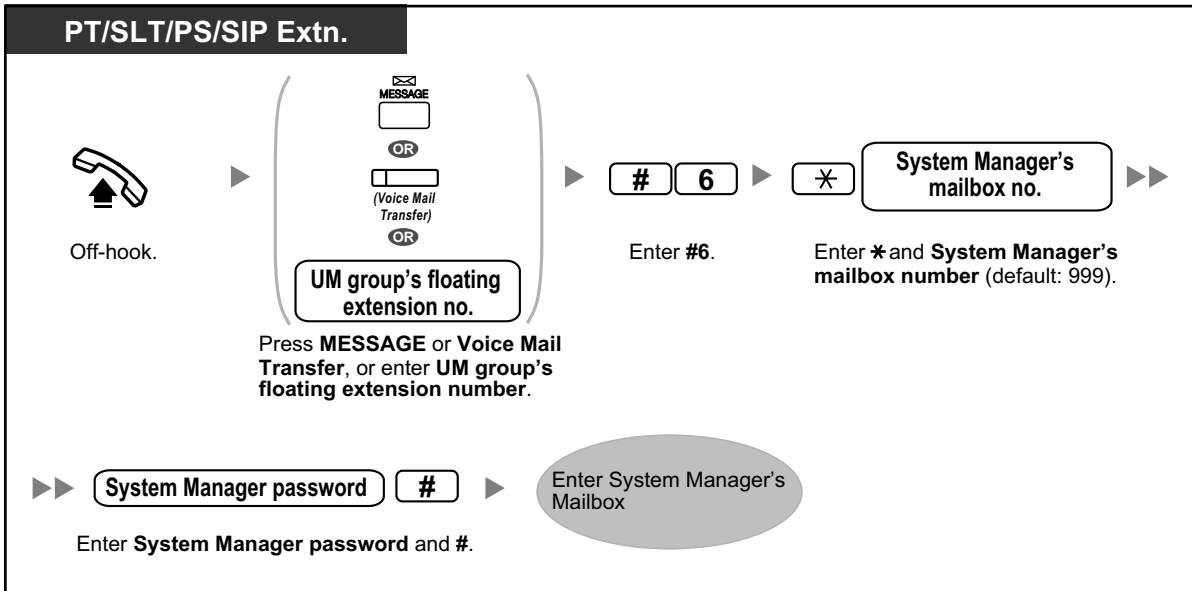 PT/SLT/PS/SIP Extn.
MESSAGE
OR
(Voice Mail
Transfer)
OR
UM group's floating
extension no.
# 6
* System Manager's
mailbox no.
Off-hook.
Press MESSAGE or Voice Mail
Transfer, or enter UM group's
floating extension number.
Enter #6.
Enter * and System Manager's
mailbox number (default: 999).
System Manager password #
Enter System Manager's
Mailbox
Enter System Manager password and #.